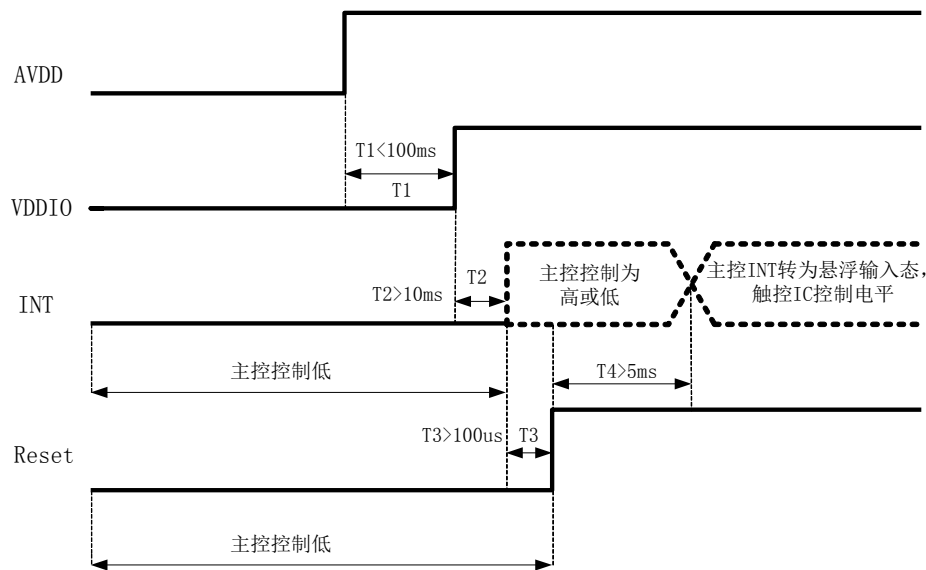 AVDD
T1<100ms
T1
VDDIO
T2
主控控制为
高或低
主控INT转为悬浮输入态，
触控IC控制电平
T2>10ms
INT
主控控制低
T4>5ms
T3>100us
T3
Reset
主控控制低